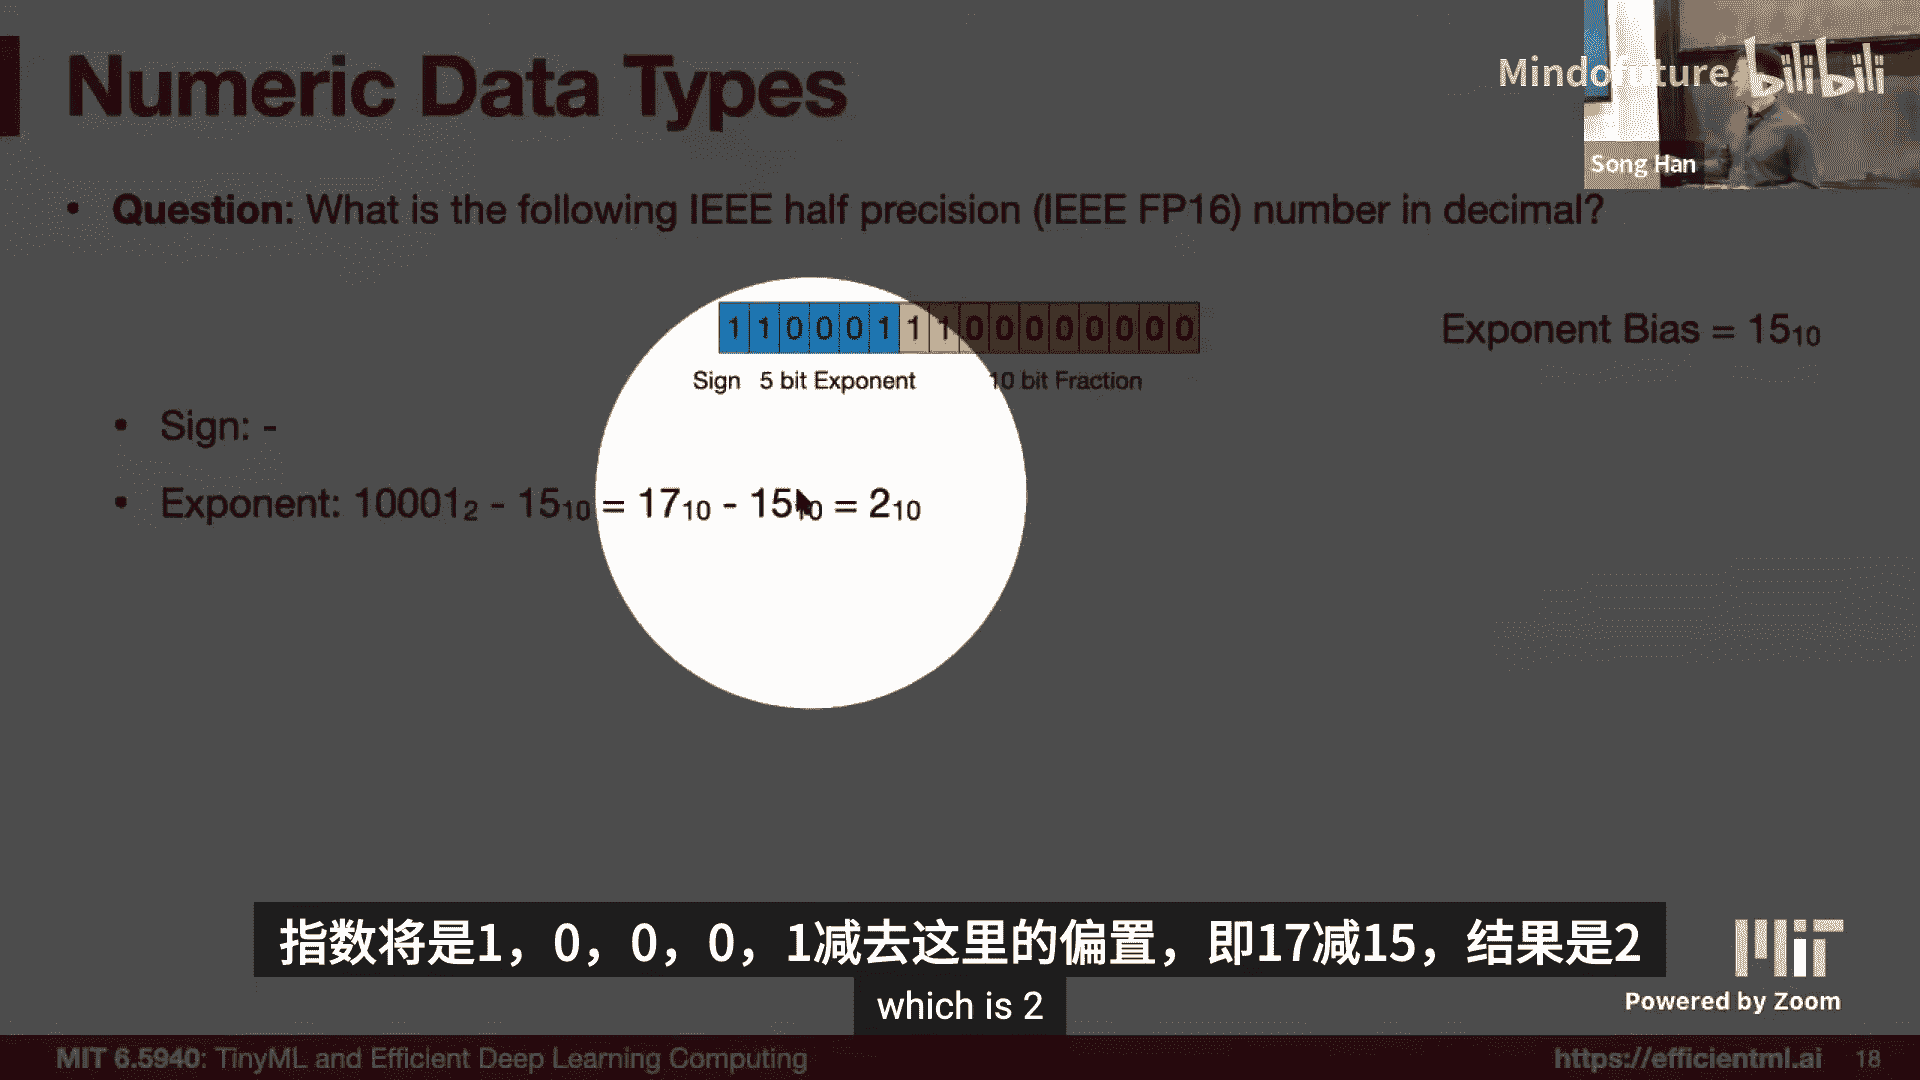 Numeric Data Types
Mindofuture
bilibili
Song Han
• Question: What is the following IEEE half precision (IEEE FP16) number in decimal?
1 1 0 0 0 1 1 1 0 0 0 0 0 0 0 0
Exponent Bias = 15₁₀
Sign 5 bit Exponent 10 bit Fraction
• Sign: -
• Exponent: 10001₂ - 15₁₀ = 17₁₀ - 15₁₀ = 2₁₀
指数将是1，0，0，0，1减去这里的偏置，即17减15，结果是2
which is 2
MIT
Powered by Zoom
MIT 6.5940: TinyML and Efficient Deep Learning Computing
https://efficientml.ai 18